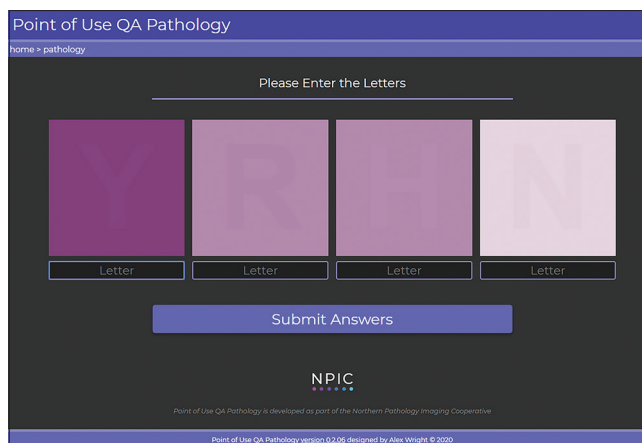 Point of Use QA Pathology
home > pathology
Please Enter the Letters
Y R H N
Letter Letter Letter Letter
Submit Answers
NPIC
Point of Use QA Pathology is developed as part of the Northern Pathology Imaging Cooperative
Point of Use QA Pathology version 0.2.06 designed by Alex Wright © 2020